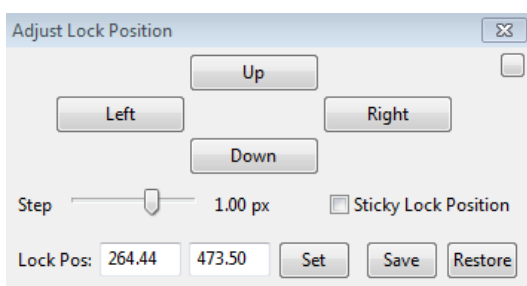 Adjust Lock Position
Up
Left Right
Down
Step 1.00 px Sticky Lock Position
Lock Pos: 264.44 473.50 Set Save Restore